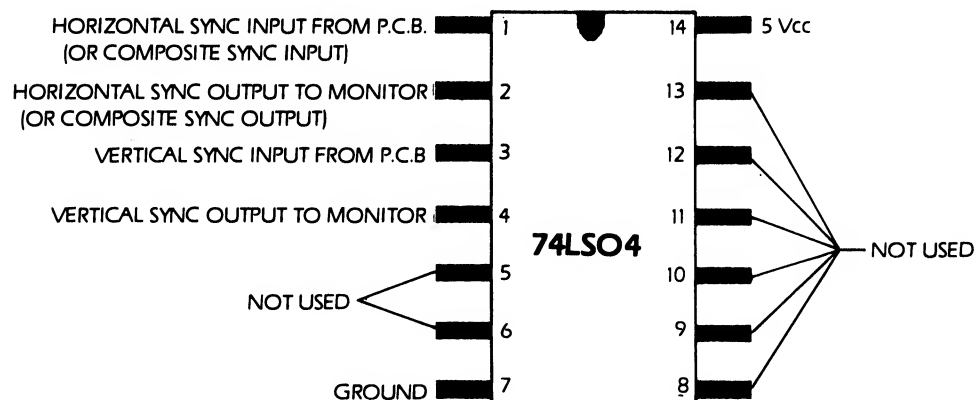 HORIZONTAL SYNC INPUT FROM P.C.B.
(OR COMPOSITE SYNC INPUT)
HORIZONTAL SYNC OUTPUT TO MONITOR
(OR COMPOSITE SYNC OUTPUT)
VERTICAL SYNC INPUT FROM P.C.B
VERTICAL SYNC OUTPUT TO MONITOR
NOT USED
GROUND
1
2
3
4
5
6
7
74LSO4
14
13
12
11
10
9
8
5 Vcc
NOT USED